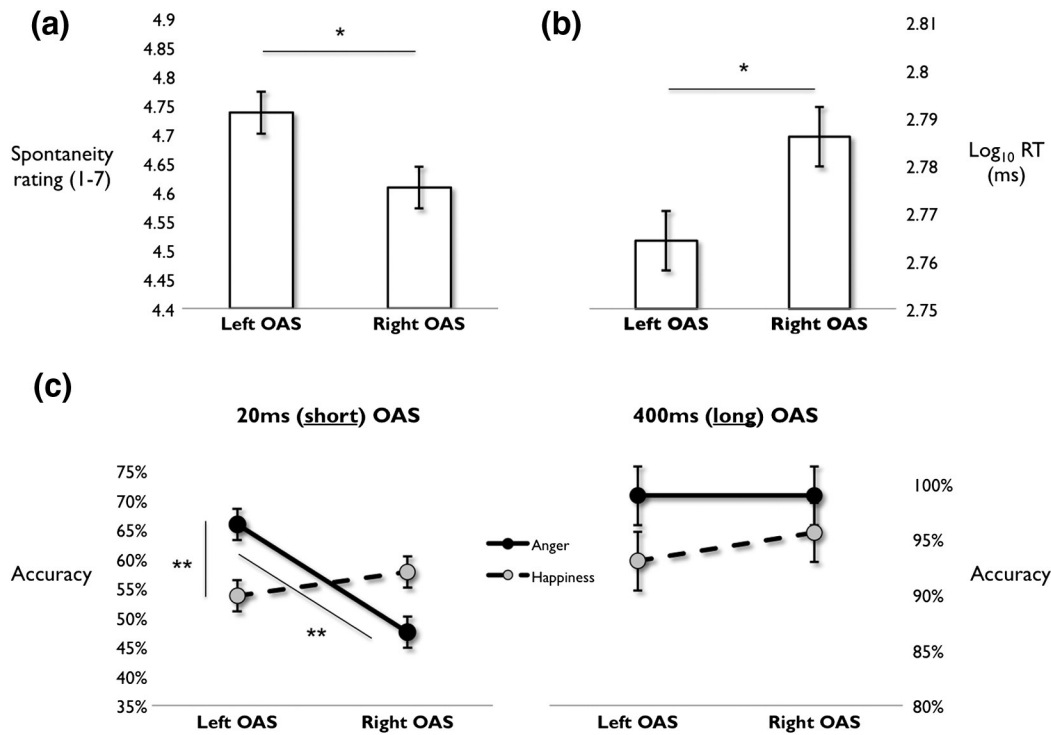 (a)
4.9
4.85
4.8
4.75
4.7
4.65
4.6
4.55
4.5
4.45
4.4
Spontaneity
rating (1-7)
*
Left OAS
Right OAS
(b)
2.81
2.8
2.79
2.78
2.77
2.76
2.75
Log₁₀ RT
(ms)
*
Left OAS
Right OAS
(c)
20ms (short) OAS
75%
70%
65%
60%
55%
50%
45%
40%
35%
Accuracy
**
**
Left OAS
Right OAS
Anger
Happiness
400ms (long) OAS
100%
95%
90%
85%
80%
Accuracy
Left OAS
Right OAS